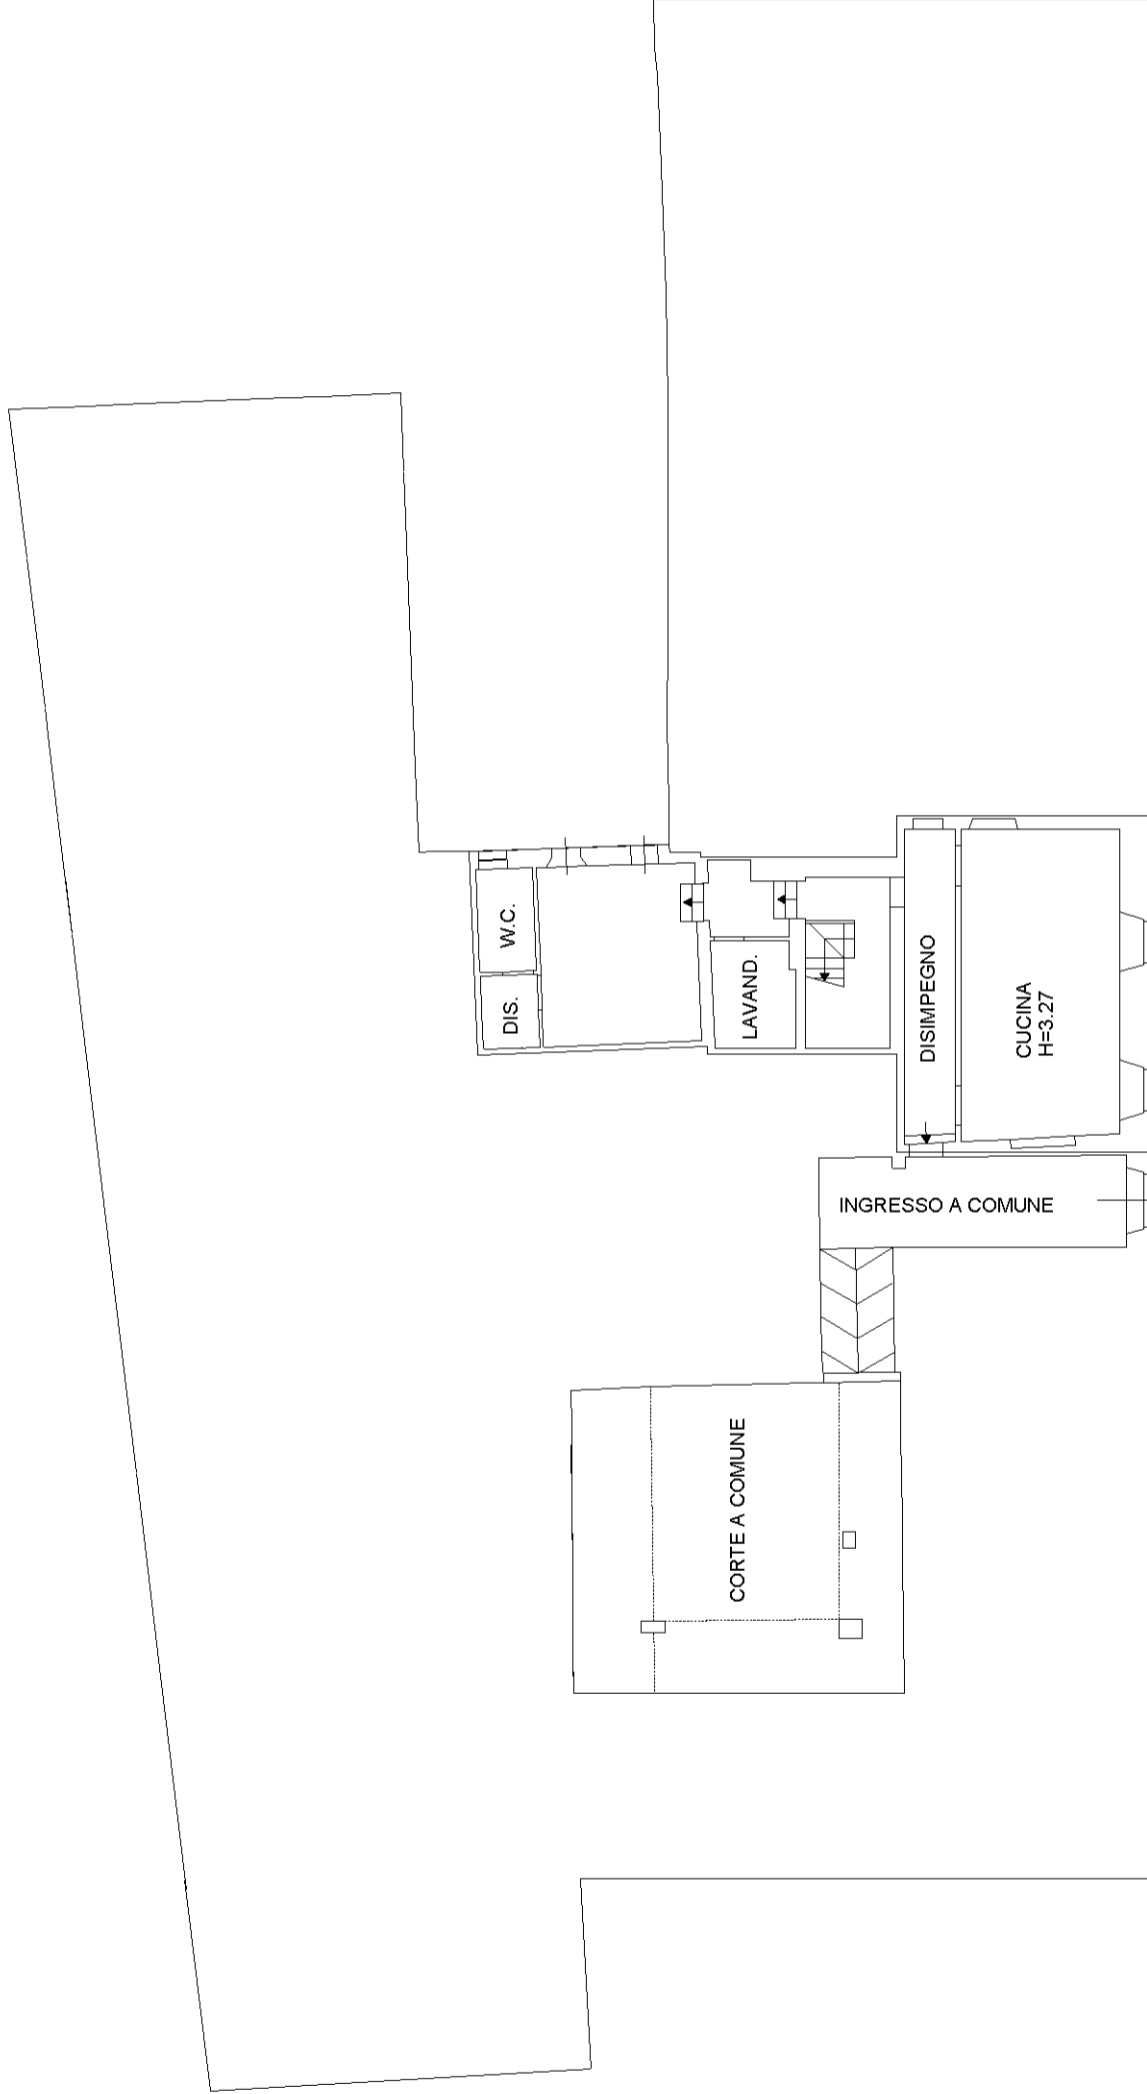 W.C.
DIS.
LAVAND.
DISIMPEGNO
CUCINA
H=3.27
INGRESSO A COMUNE
CORTE A COMUNE